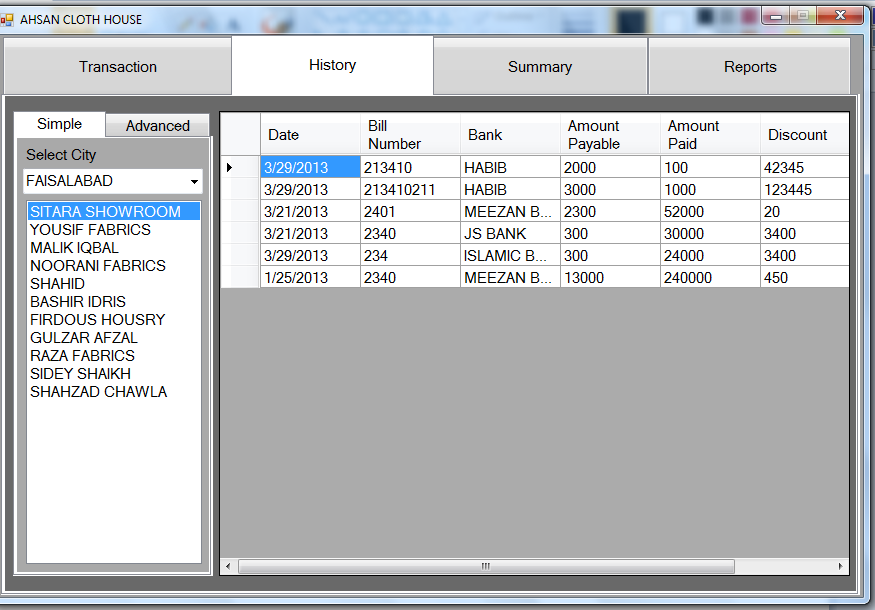 AHSAN CLOTH HOUSE
Transaction History Summary Reports
Simple Advanced
Select City
FAISALABAD
SITARA SHOWROOM
YOUSIF FABRICS
MALIK IQBAL
NOORANI FABRICS
SHAHID
BASHIR IDRIS
FIRDOUS HOUSRY
GULZAR AFZAL
RAZA FABRICS
SIDEY SHAIKH
SHAHZAD CHAWLA
Date Bill Number Bank Amount Payable Amount Paid Discount
3/29/2013 213410 HABIB 2000 100 42345
3/29/2013 213410211 HABIB 3000 1000 123445
3/21/2013 2401 MEEZAN B... 2300 52000 20
3/21/2013 2340 JS BANK 300 30000 3400
3/29/2013 234 ISLAMIC B... 300 24000 3400
1/25/2013 2340 MEEZAN B... 13000 240000 450